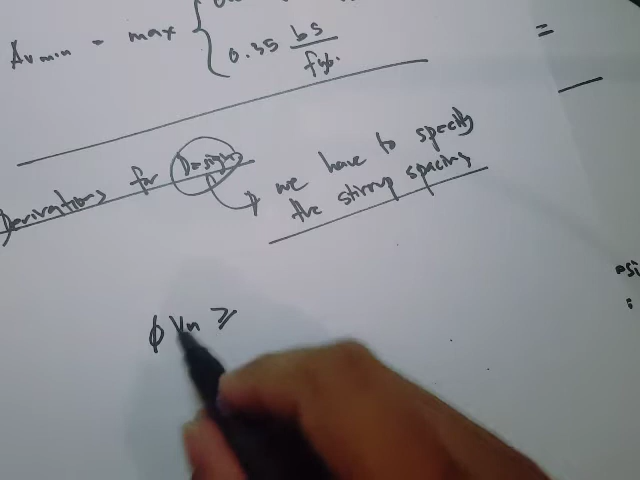 Av min = max { 0.35 bs / fyt.
=
Derivations for Design
we have to specify
the stirrup spacing
φVn ≥